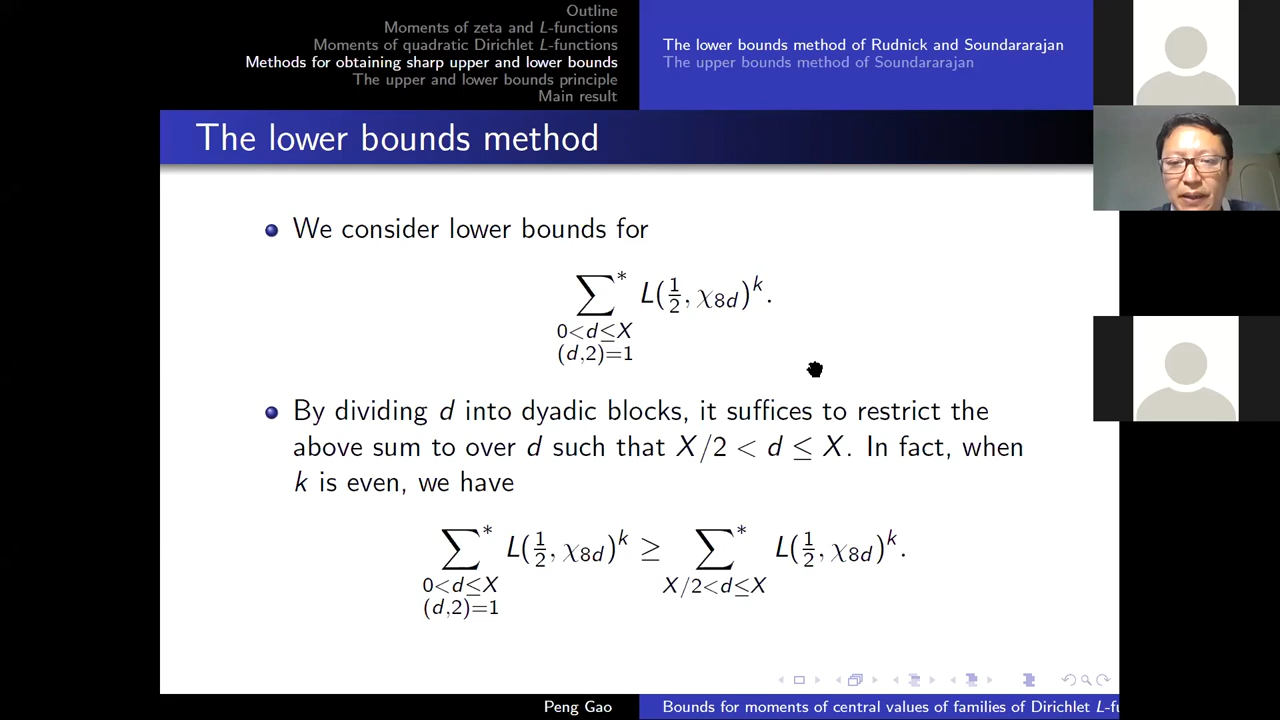 Outline
Moments of zeta and L-functions
Moments of quadratic Dirichlet L-functions
Methods for obtaining sharp upper and lower bounds
The upper and lower bounds principle
Main result
The lower bounds method of Rudnick and Soundararajan
The upper bounds method of Soundararajan
The lower bounds method
We consider lower bounds for
∑* L(½, χ8d)^k.
0<d≤X
(d,2)=1
By dividing d into dyadic blocks, it suffices to restrict the
above sum to over d such that X/2 < d ≤ X. In fact, when
k is even, we have
∑* L(½, χ8d)^k ≥ ∑* L(½, χ8d)^k.
0<d≤X X/2<d≤X
(d,2)=1
Peng Gao
Bounds for moments of central values of families of Dirichlet L-fu